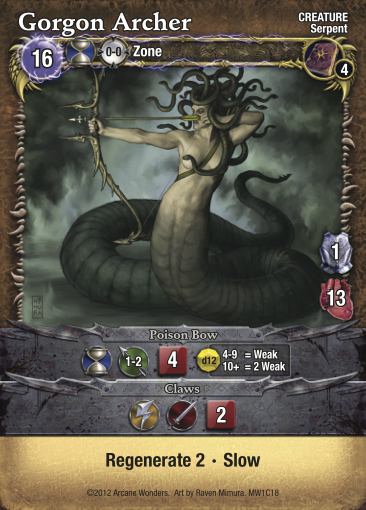 Gorgon Archer
CREATURE
Serpent
16
0-0 Zone
4
1
13
Poison Bow
1-2
4
d12
4-9 = Weak
10+ = 2 Weak
Claws
2
Regenerate 2 · Slow
©2012 Arcane Wonders. Art by Raven Mimura. MW1C18